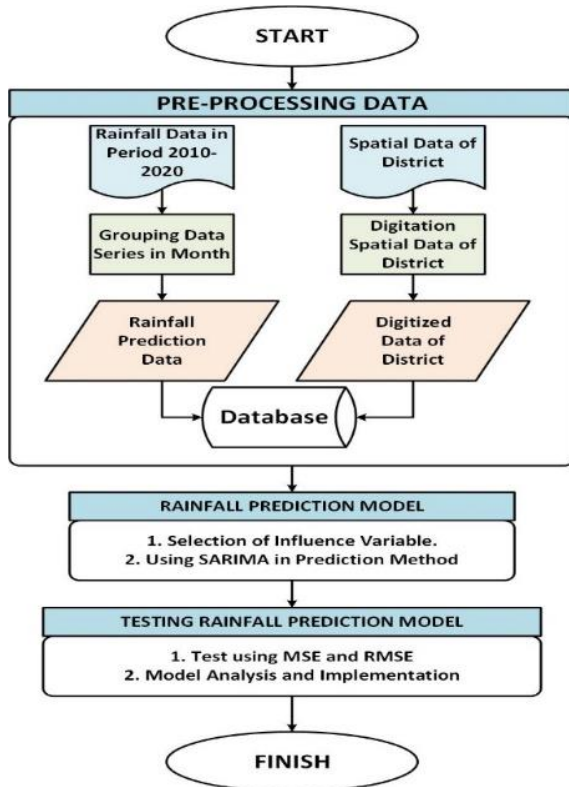 START
PRE-PROCESSING DATA
Rainfall Data in
Period 2010-
2020
Spatial Data of
District
Grouping Data
Series in Month
Digitation
Spatial Data of
District
Rainfall
Prediction
Data
Digitized
Data of
District
Database
RAINFALL PREDICTION MODEL
1. Selection of Influence Variable.
2. Using SARIMA in Prediction Method
TESTING RAINFALL PREDICTION MODEL
1. Test using MSE and RMSE
2. Model Analysis and Implementation
FINISH